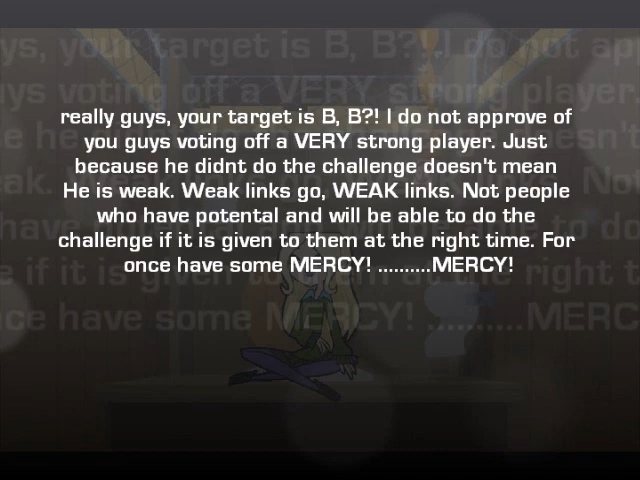 really guys, your target is B, B?! I do not approve of
you guys voting off a VERY strong player. Just
because he didnt do the challenge doesn't mean
He is weak. Weak links go, WEAK links. Not people
who have potental and will be able to do the
challenge if it is given to them at the right time. For
once have some MERCY! ..........MERCY!